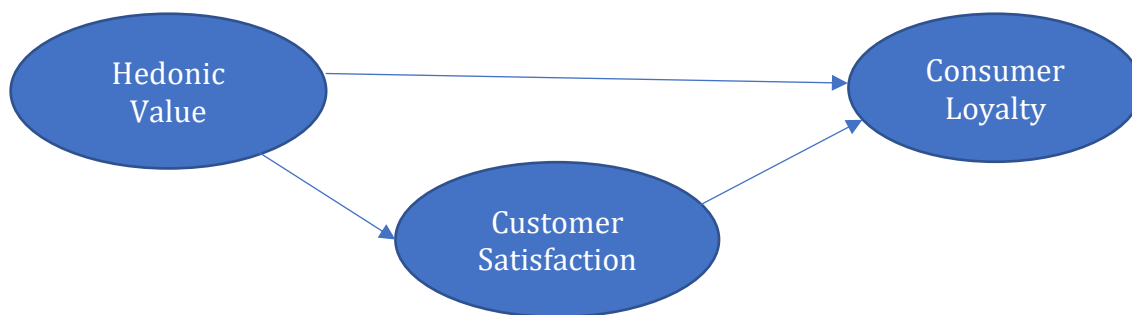 Hedonic
Value
Consumer
Loyalty
Customer
Satisfaction